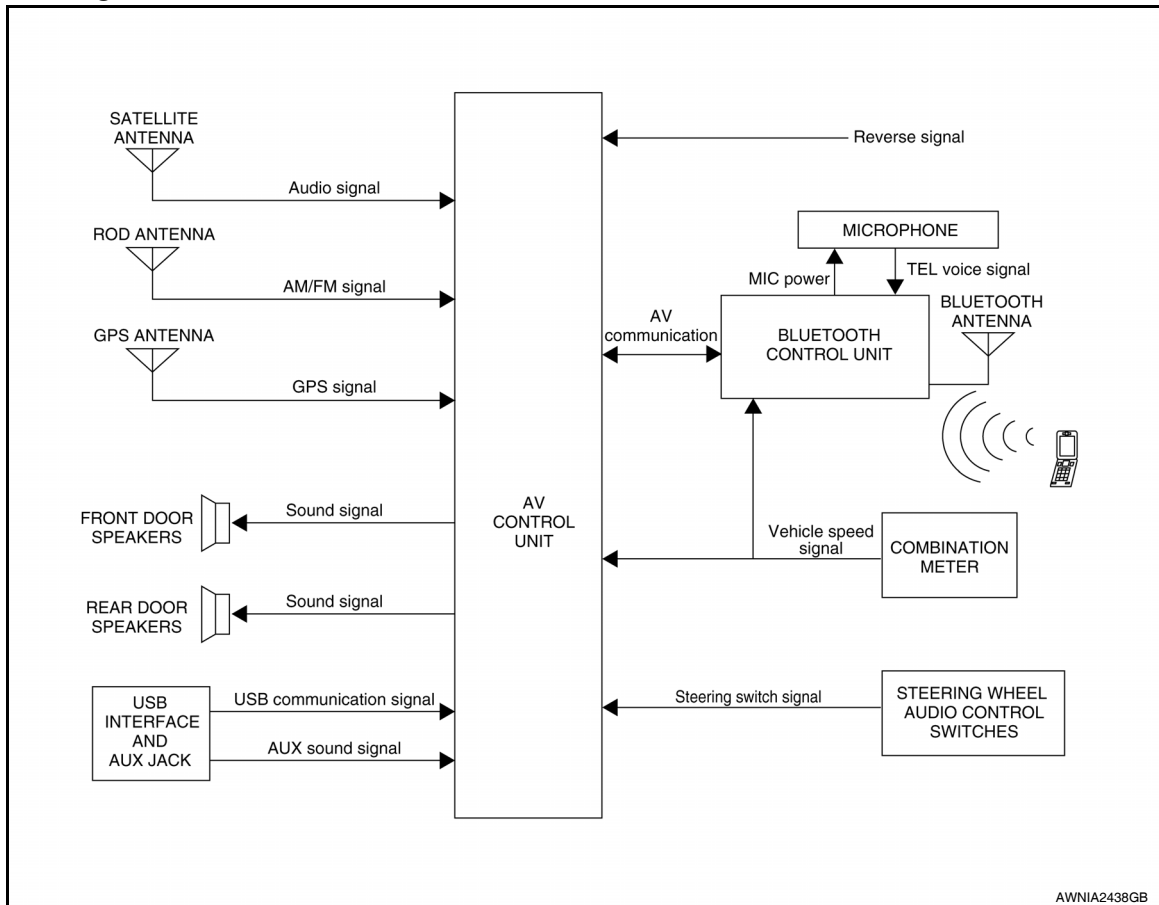 SATELLITE
ANTENNA
Audio signal
ROD ANTENNA
AM/FM signal
GPS ANTENNA
GPS signal
FRONT DOOR
SPEAKERS
Sound signal
REAR DOOR
SPEAKERS
Sound signal
USB
INTERFACE
AND
AUX JACK
USB communication signal
AUX sound signal
AV
CONTROL
UNIT
Reverse signal
MICROPHONE
MIC power
TEL voice signal
AV
communication
BLUETOOTH
CONTROL UNIT
BLUETOOTH
ANTENNA
Vehicle speed
signal
COMBINATION
METER
Steering switch signal
STEERING WHEEL
AUDIO CONTROL
SWITCHES
AWNIA2438GB